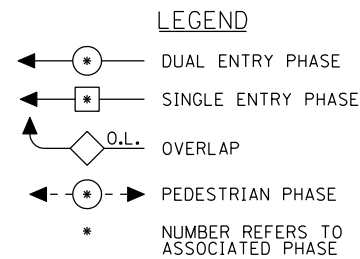 LEGEND
* DUAL ENTRY PHASE
* SINGLE ENTRY PHASE
O.L. OVERLAP
* PEDESTRIAN PHASE
* NUMBER REFERS TO
ASSOCIATED PHASE